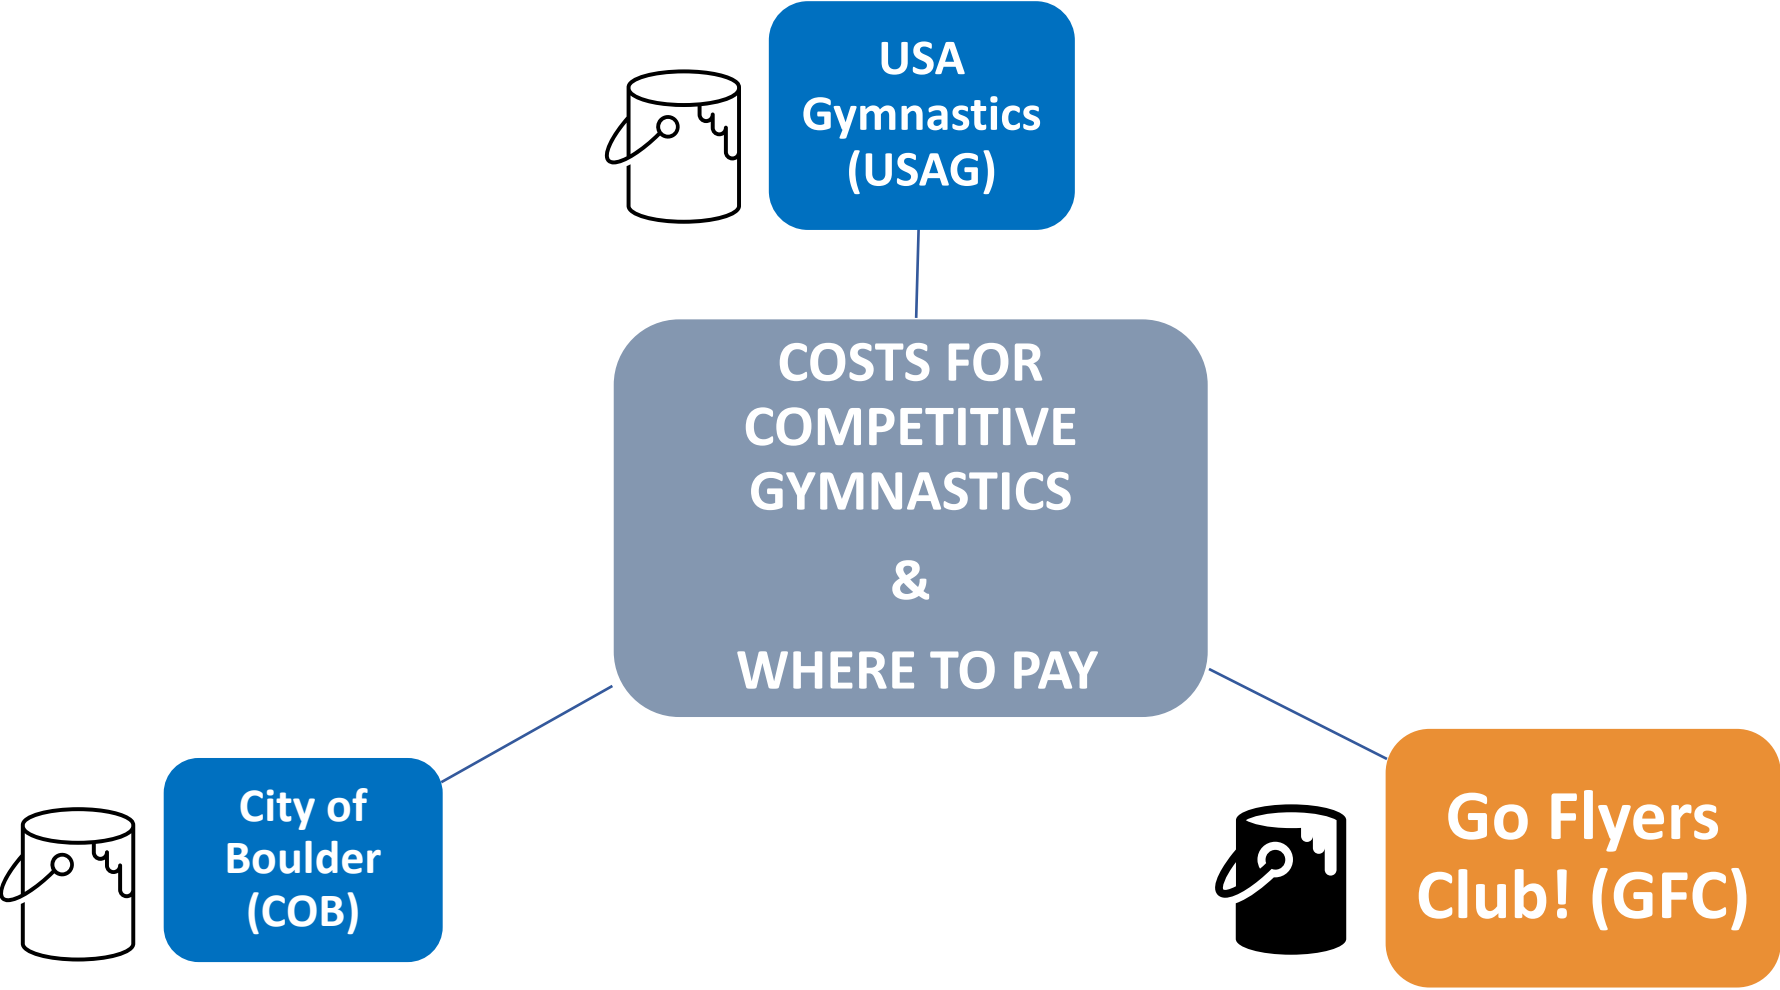 USA
Gymnastics
(USAG)
COSTS FOR
COMPETITIVE
GYMNASTICS
&
WHERE TO PAY
City of
Boulder
(COB)
Go Flyers
Club! (GFC)